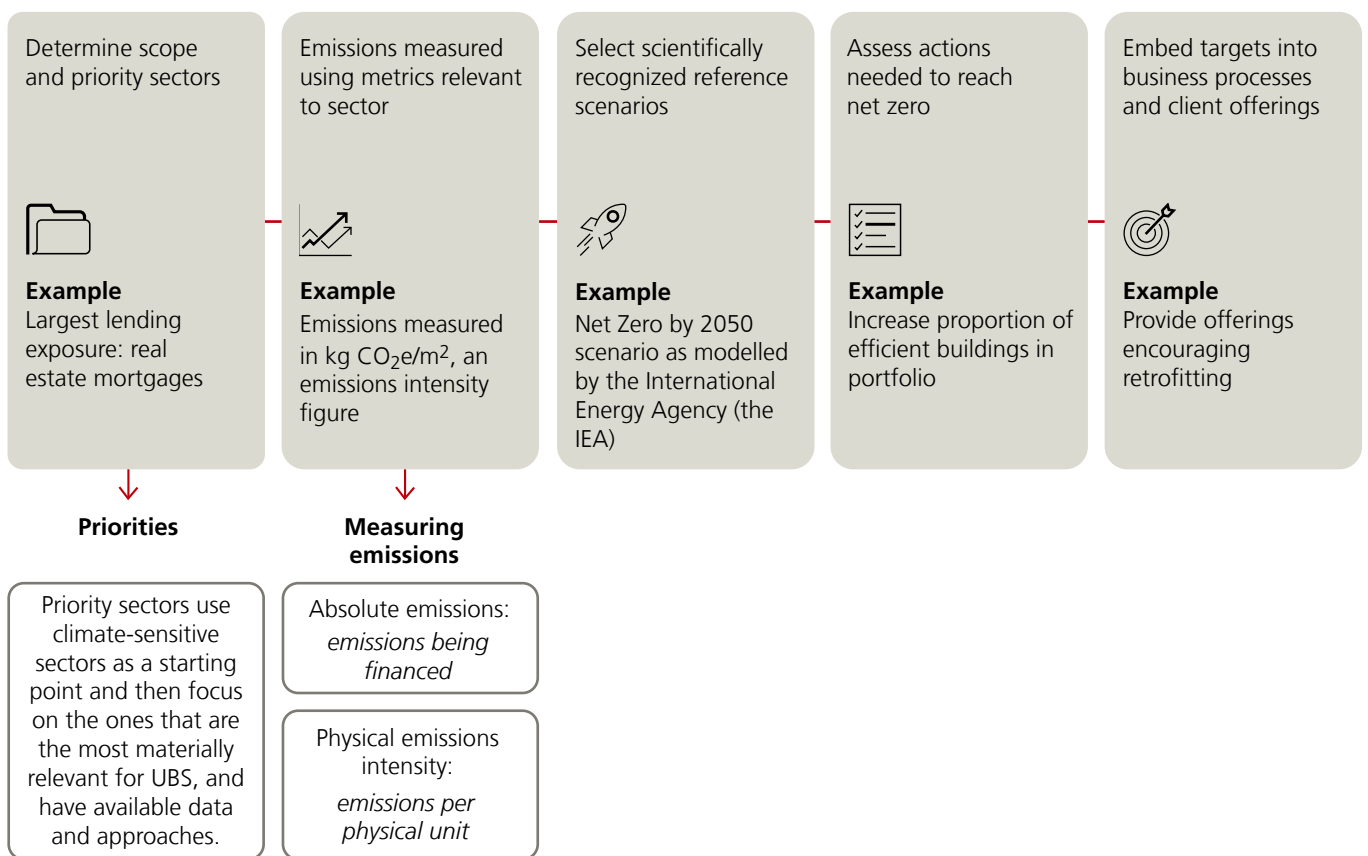 Determine scope
and priority sectors
Example
Largest lending
exposure: real
estate mortgages
Emissions measured
using metrics relevant
to sector
Example
Emissions measured
in kg CO₂e/m², an
emissions intensity
figure
Select scientifically
recognized reference
scenarios
Example
Net Zero by 2050
scenario as modelled
by the International
Energy Agency (the
IEA)
Assess actions
needed to reach
net zero
Example
Increase proportion of
efficient buildings in
portfolio
Embed targets into
business processes
and client offerings
Example
Provide offerings
encouraging
retrofitting
Priorities
Priority sectors use
climate-sensitive
sectors as a starting
point and then focus
on the ones that are
the most materially
relevant for UBS, and
have available data
and approaches.
Measuring
emissions
Absolute emissions:
emissions being
financed
Physical emissions
intensity:
emissions per
physical unit